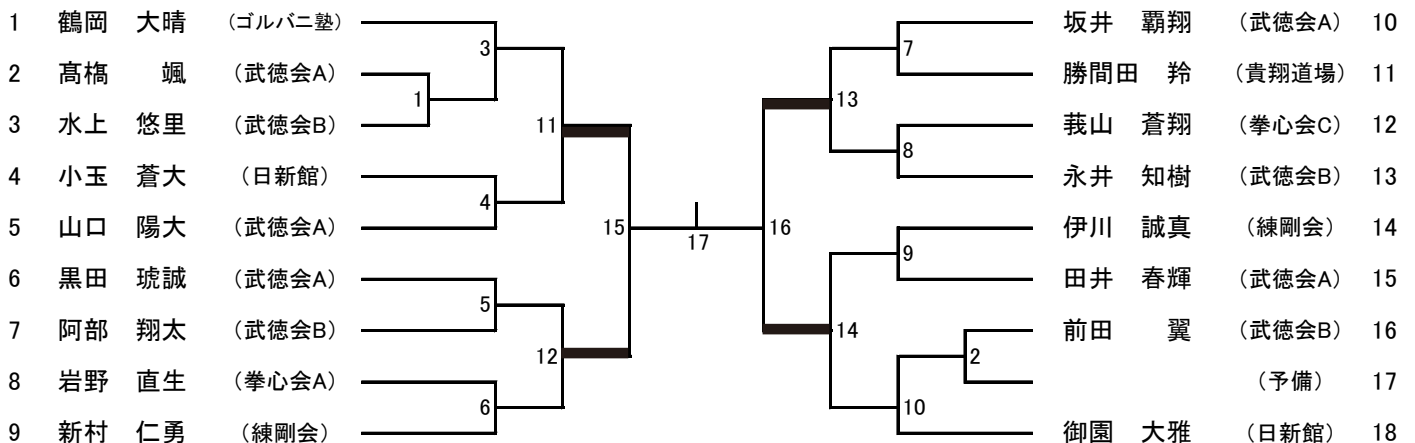 1 鶴岡 大晴 (ゴルバニ塾)
2 髙橋 颯 (武徳会A)
3 水上 悠里 (武徳会B)
4 小玉 蒼大 (日新館)
5 山口 陽大 (武徳会A)
6 黒田 琥誠 (武徳会A)
7 阿部 翔太 (武徳会B)
8 岩野 直生 (拳心会A)
9 新村 仁勇 (練剛会)
3
1
11
4
15
5
12
6
17
7
13
8
16
9
14
2
10
坂井 覇翔 (武徳会A) 10
勝間田 羚 (貴翔道場) 11
莪山 蒼翔 (拳心会C) 12
永井 知樹 (武徳会B) 13
伊川 誠真 (練剛会) 14
田井 春輝 (武徳会A) 15
前田 翼 (武徳会B) 16
(予備) 17
御園 大雅 (日新館) 18